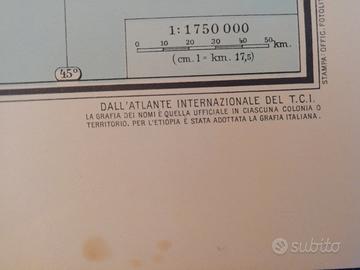 1:1750 000
0 10 20 30 40 50 km.
(cm. 1 = km. 17,5)
45°
DALL'ATLANTE INTERNAZIONALE DEL T.C.I.
LA GRAFIA DEI NOMI È QUELLA UFFICIALE IN CIASCUNA COLONIA O
TERRITORIO. PER L'ETIOPIA È STATA ADOTTATA LA GRAFIA ITALIANA.
STAMPA: OFFIC. FOTOLIT
subito